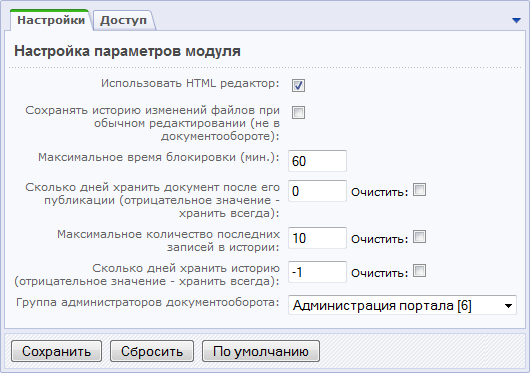 Настройки Доступ
Настройка параметров модуля
Использовать HTML редактор:
Сохранять историю изменений файлов при
обычном редактировании (не в
документообороте):
Максимальное время блокировки (мин.): 60
Сколько дней хранить документ после его
публикации (отрицательное значение - 0 Очистить:
хранить всегда):
Максимальное количество последних
записей в истории: 10 Очистить:
Сколько дней хранить историю
(отрицательное значение - хранить всегда): -1 Очистить:
Группа администраторов документооборота: Администрация портала [6]
Сохранить Сбросить По умолчанию